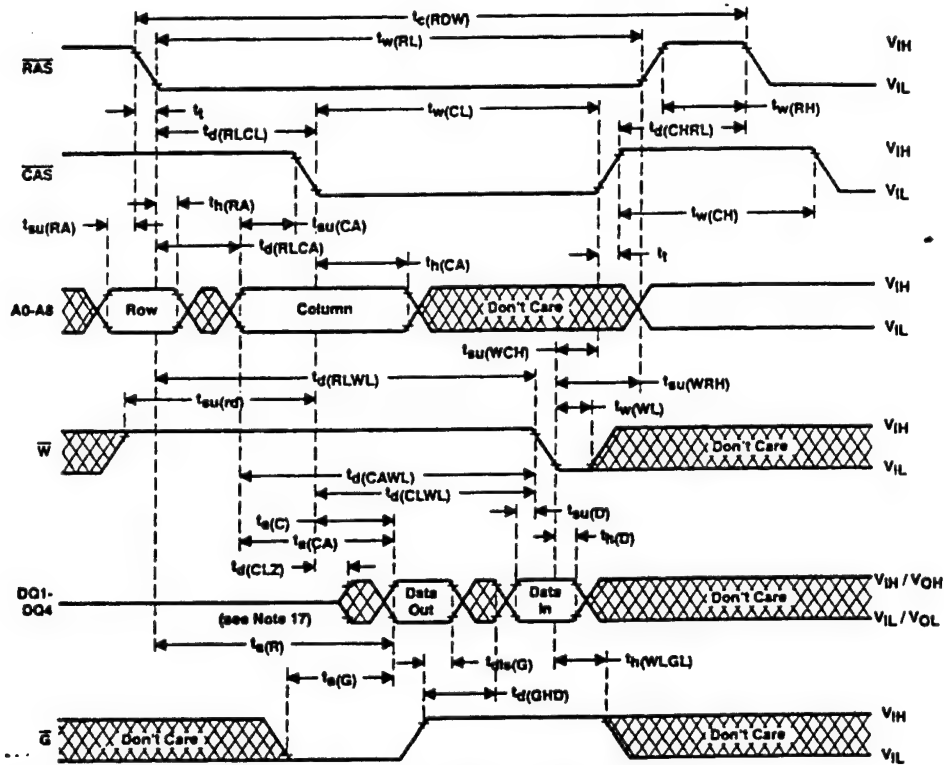 tc(RDW)
tw(RL)
VIH
RAS
VIL
tt
tw(CL)
tw(RH)
td(RLCL)
td(CHRL)
VIH
CAS
VIL
th(RA)
tsu(RA)
tsu(CA)
tw(CH)
td(RLCA)
th(CA)
tt
VIH
A0-A8
Row
Column
Don't Care
VIL
tsu(WCH)
td(RLWL)
tsu(WRH)
tsu(rd)
tw(WL)
VIH
W
Don't Care
VIL
td(CAWL)
td(CLWL)
ta(C)
tsu(D)
ta(CA)
th(D)
td(CLZ)
DQ1-
DQ4
Data
Out
Data
In
Don't Care
VIH / VOH
VIL / VOL
(see Note 17)
ta(R)
tdis(G)
th(WLGL)
ta(G)
td(GHD)
VIH
G
Don't Care
Don't Care
VIL